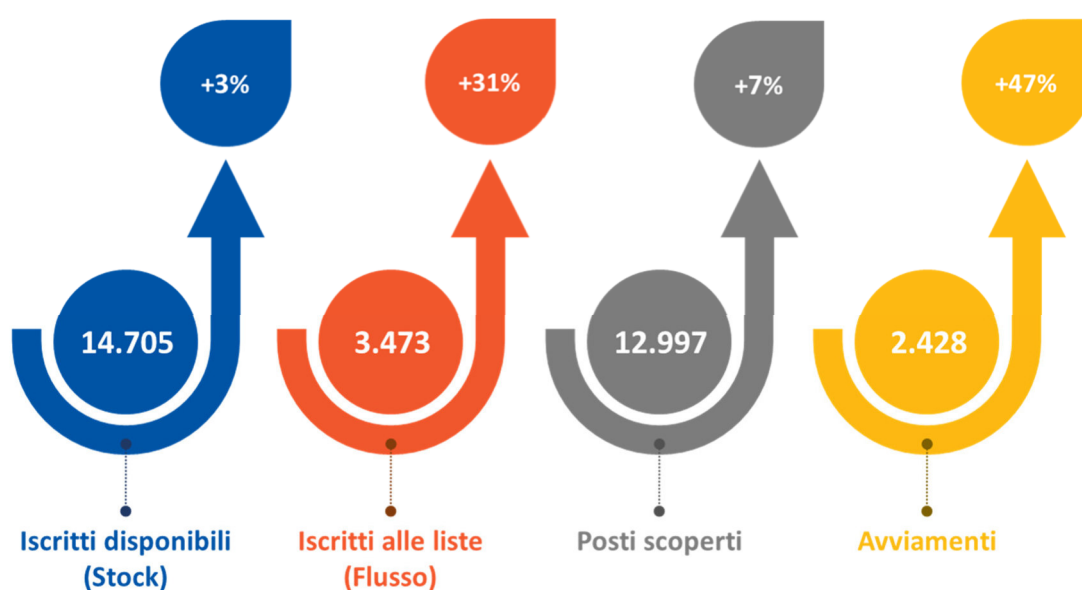 +3%
+31%
+7%
+47%
14.705
3.473
12.997
2.428
Iscritti disponibili
(Stock)
Iscritti alle liste
(Flusso)
Posti scoperti
Avviamenti